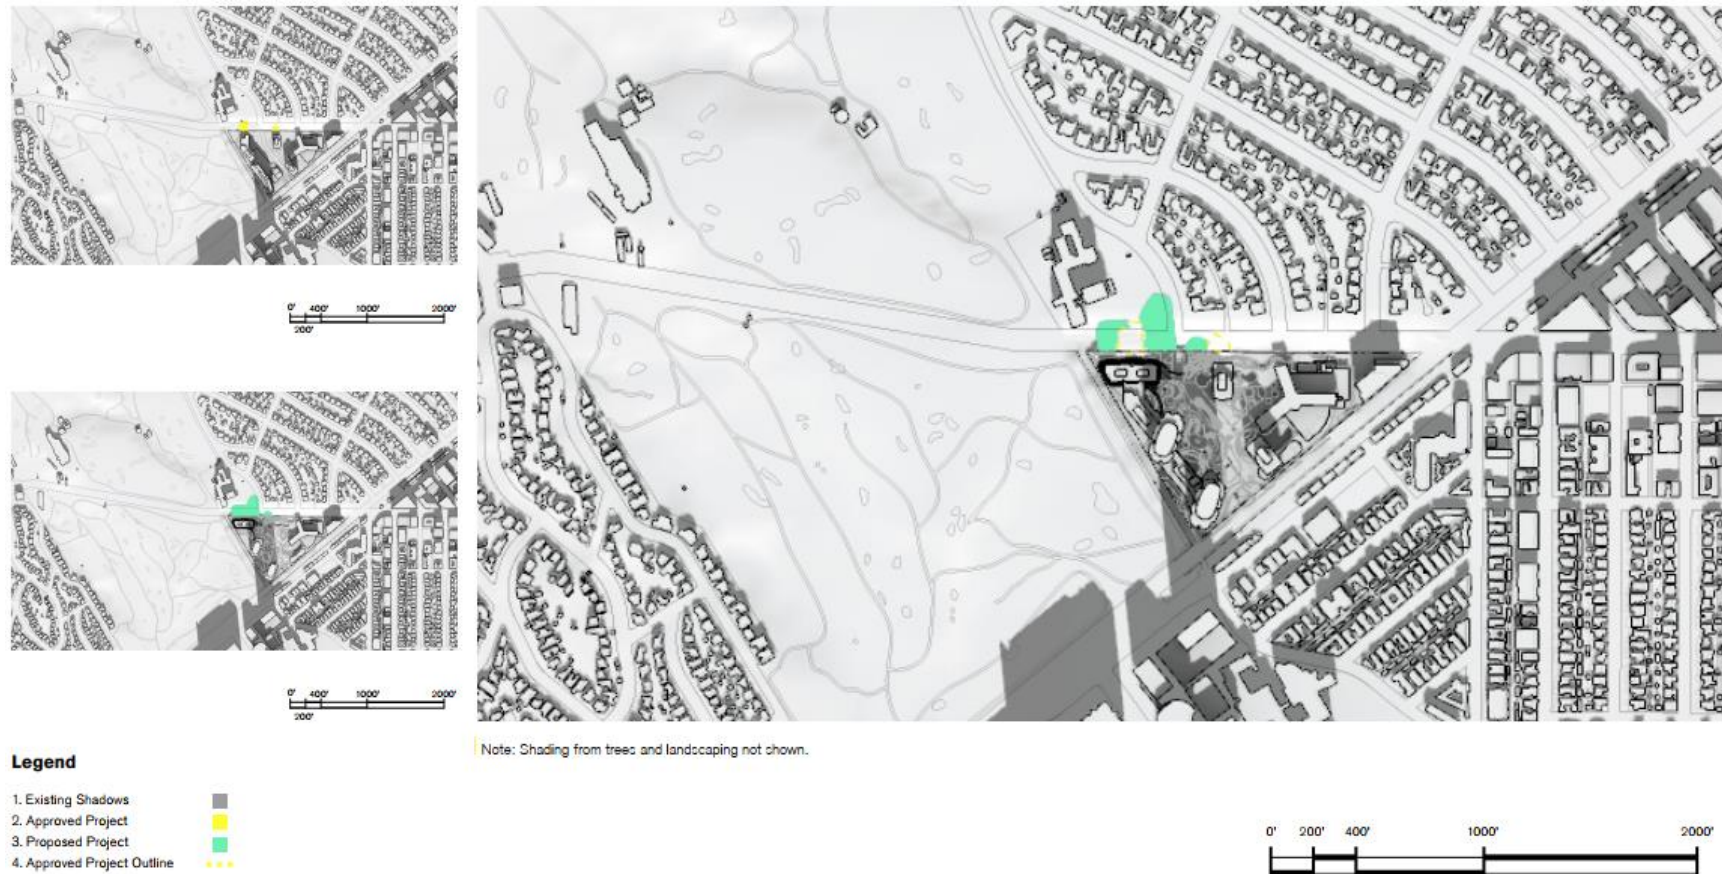 0' 400' 1000' 2000'
200'
0' 400' 1000' 2000'
200'
Legend
1. Existing Shadows
2. Approved Project
3. Proposed Project
4. Approved Project Outline
Note: Shading from trees and landscaping not shown.
0' 200' 400' 1000' 2000'